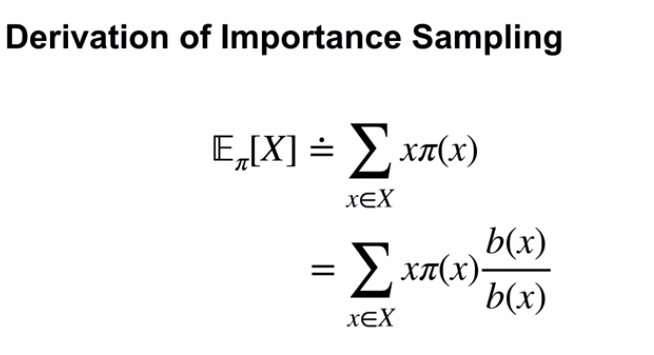 Derivation of Importance Sampling
𝔼_π[X] ≐ ∑_{x∈X} xπ(x)
= ∑_{x∈X} xπ(x) b(x)/b(x)